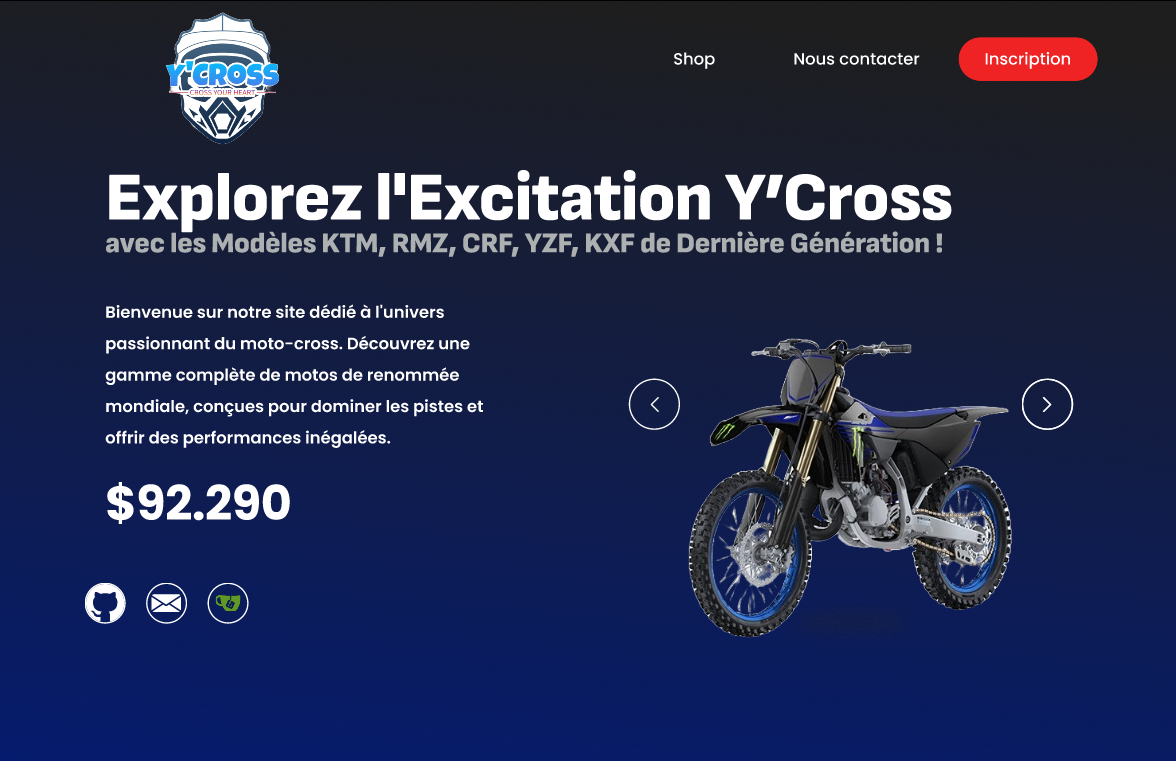 Y'CROSS
CROSS YOUR HEART
Shop
Nous contacter
Inscription
Explorez l'Excitation Y’Cross
avec les Modèles KTM, RMZ, CRF, YZF, KXF de Dernière Génération !
Bienvenue sur notre site dédié à l'univers
passionnant du moto-cross. Découvrez une
gamme complète de motos de renommée
mondiale, conçues pour dominer les pistes et
offrir des performances inégalées.
$92.290